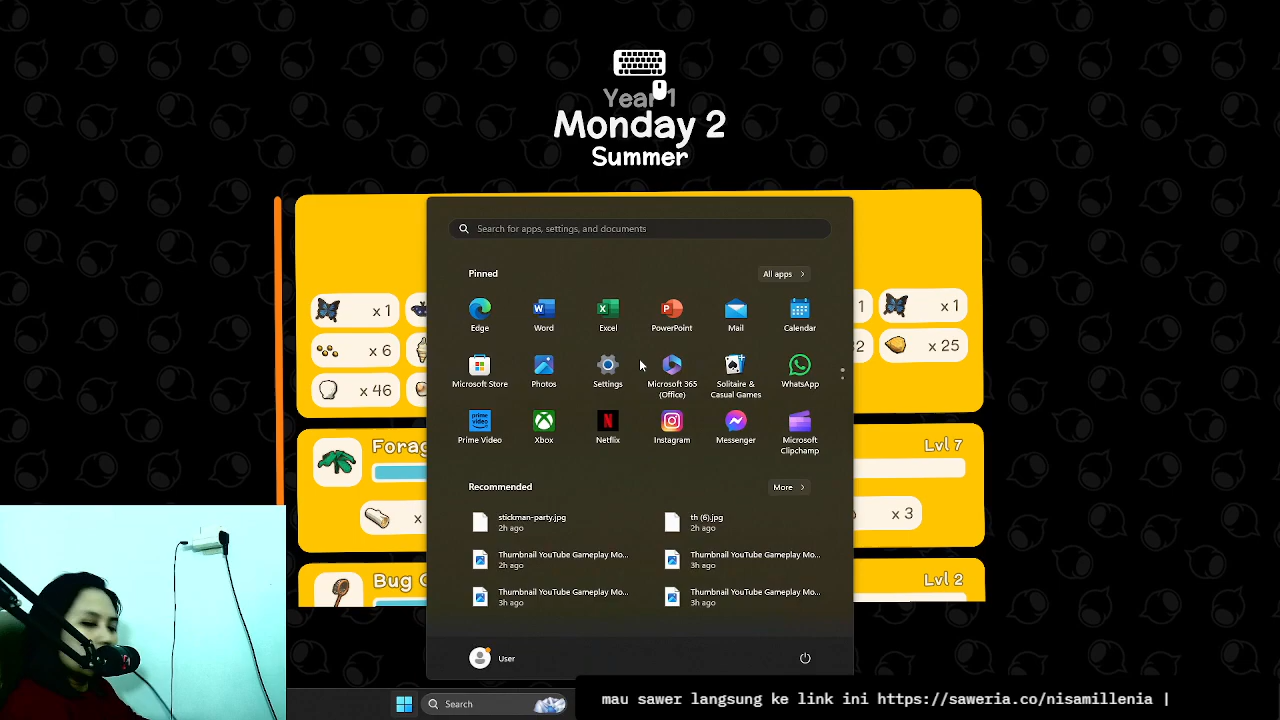 Year 1
Monday 2
Summer
Search for apps, settings, and documents
Pinned
All apps
x 1
1
x 1
Edge
Word
Excel
PowerPoint
Mail
Calendar
x 6
2
x 25
Microsoft Store
Photos
Settings
Microsoft 365 (Office)
Solitaire & Casual Games
WhatsApp
x 46
prime video
Prime Video
Xbox
N
Netflix
Instagram
Messenger
Microsoft Clipchamp
Forag
Lvl 7
Recommended
More
x
stickman-party.jpg
2h ago
th (6).jpg
2h ago
x 3
Thumbnail YouTube Gameplay Mo...
2h ago
Thumbnail YouTube Gameplay Mo...
3h ago
Bug
Lvl 2
Thumbnail YouTube Gameplay Mo...
3h ago
Thumbnail YouTube Gameplay Mo...
3h ago
User
Search
mau sawer langsung ke link ini https://saweria.co/nisamillenia |